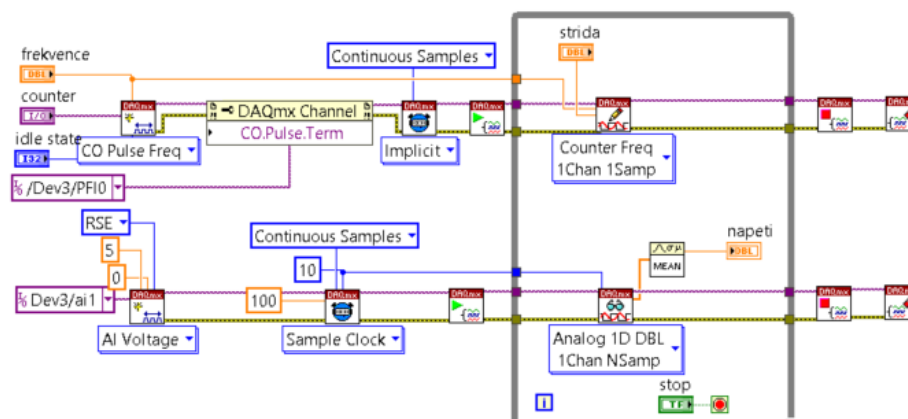 strida
DBL
Continuous Samples
frekvence
DBL
counter
I/O
DAQmx
DAQmx Channel
CO.Pulse.Term
DAQmx
DAQmx
DAQmx
DAQmx
DAQmx
idle state
I32
CO Pulse Freq
Implicit
Counter Freq
1Chan 1Samp
/Dev3/PFI0
RSE
Continuous Samples
napeti
DBL
5
0
10
MEAN
Dev3/ai1
DAQmx
100
DAQmx
DAQmx
DAQmx
DAQmx
DAQmx
AI Voltage
Sample Clock
Analog 1D DBL
1Chan NSamp
stop
TF
i